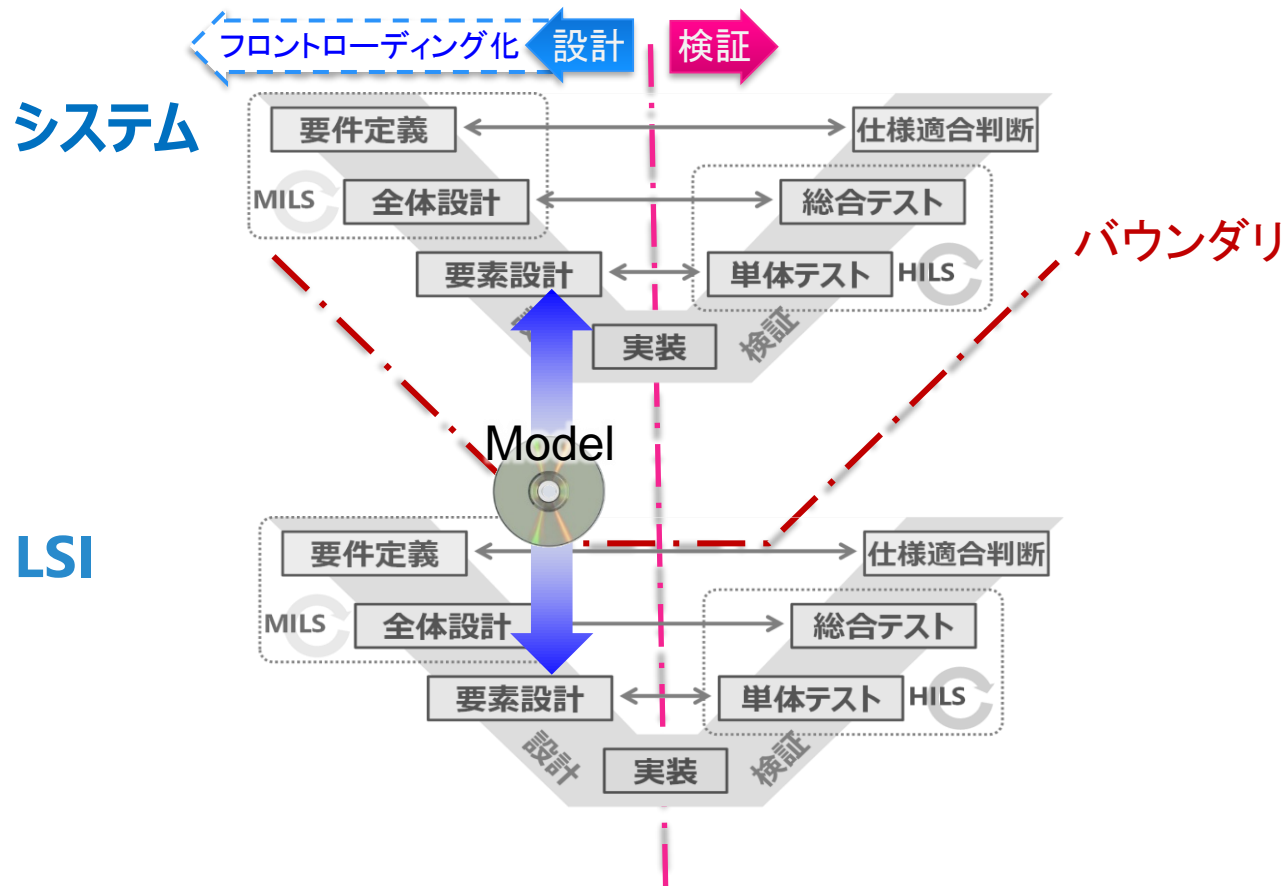 フロントローディング化
設計
検証
システム
要件定義
仕様適合判断
MILS
全体設計
総合テスト
バウンダリ
要素設計
単体テスト
HILS
検証
実装
Model
LSI
要件定義
仕様適合判断
MILS
全体設計
総合テスト
要素設計
単体テスト
HILS
設計
検証
実装